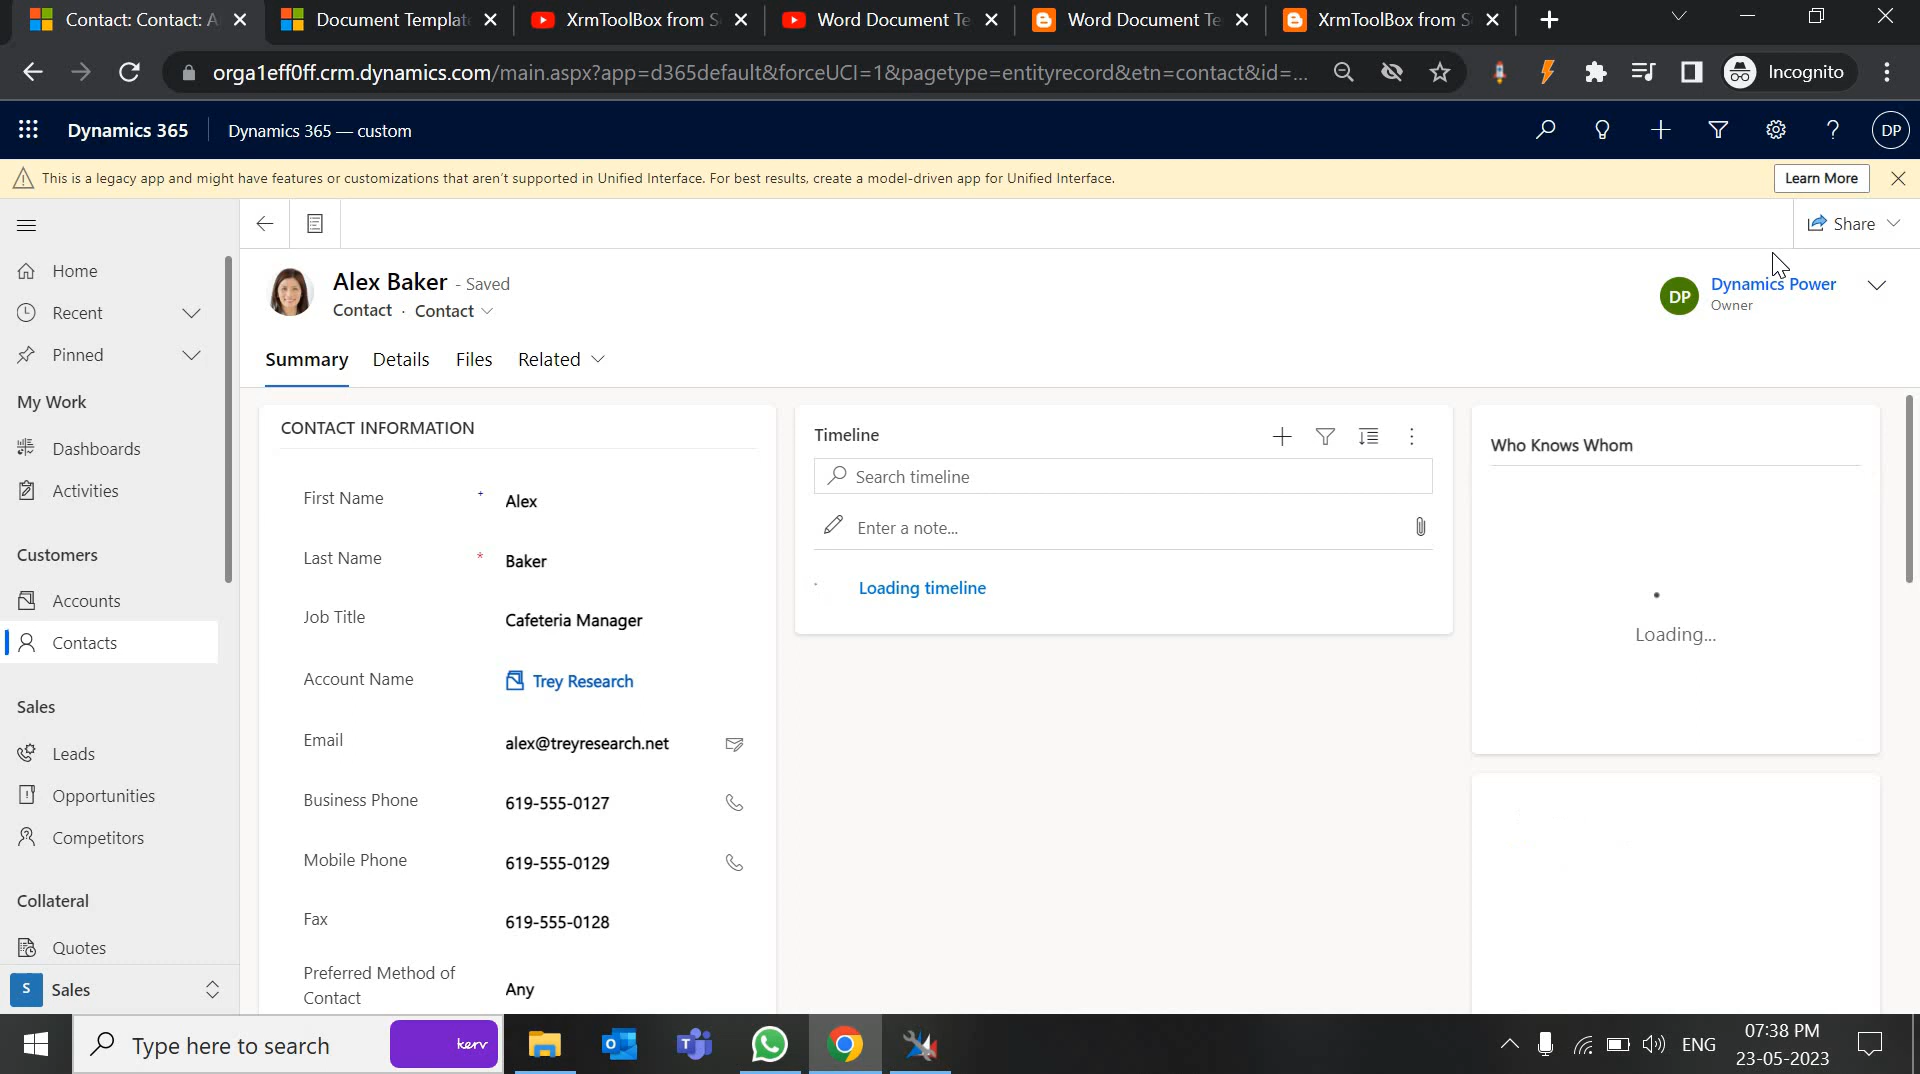 Contact: Contact: A
Document Templat
XrmToolBox from S
Word Document Te
Word Document Te
XrmToolBox from S
orga1eff0ff.crm.dynamics.com/main.aspx?app=d365default&forceUCI=1&pagetype=entityrecord&etn=contact&id=...
Incognito
Dynamics 365
Dynamics 365 — custom
DP
This is a legacy app and might have features or customizations that aren't supported in Unified Interface. For best results, create a model-driven app for Unified Interface.
Learn More
Share
Home
Recent
Pinned
My Work
Dashboards
Activities
Customers
Accounts
Contacts
Sales
Leads
Opportunities
Competitors
Collateral
Quotes
S Sales
Alex Baker - Saved
Contact · Contact
DP
Dynamics Power
Owner
Summary Details Files Related
CONTACT INFORMATION
First Name + Alex
Last Name * Baker
Job Title Cafeteria Manager
Account Name Trey Research
Email alex@treyresearch.net
Business Phone 619-555-0127
Mobile Phone 619-555-0129
Fax 619-555-0128
Preferred Method of
Contact
Any
Timeline
Search timeline
Enter a note...
Loading timeline
Who Knows Whom
Loading...
Type here to search
kerv
ENG
07:38 PM
23-05-2023